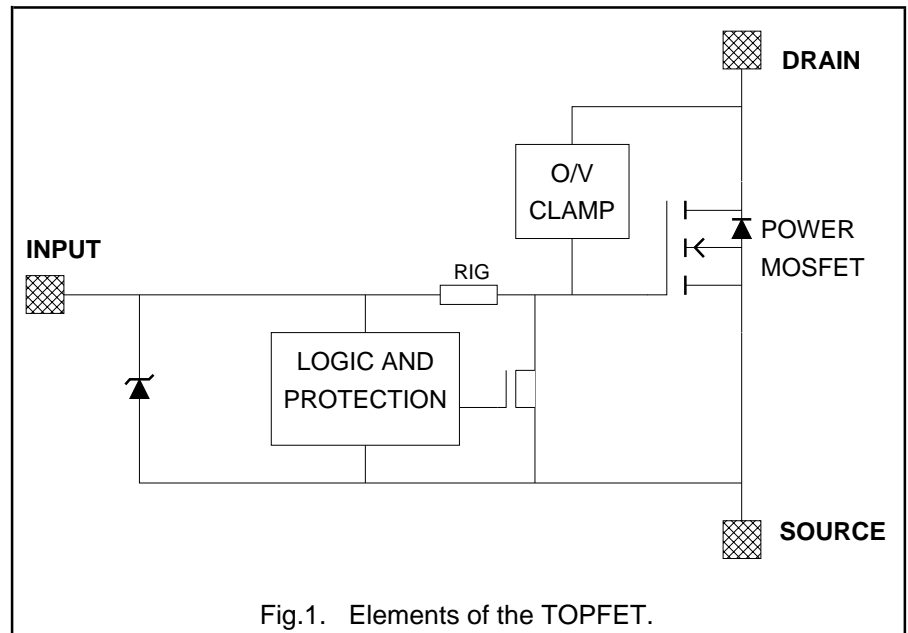 DRAIN
O/V
CLAMP
POWER
MOSFET
INPUT
RIG
LOGIC AND
PROTECTION
SOURCE
Fig.1. Elements of the TOPFET.